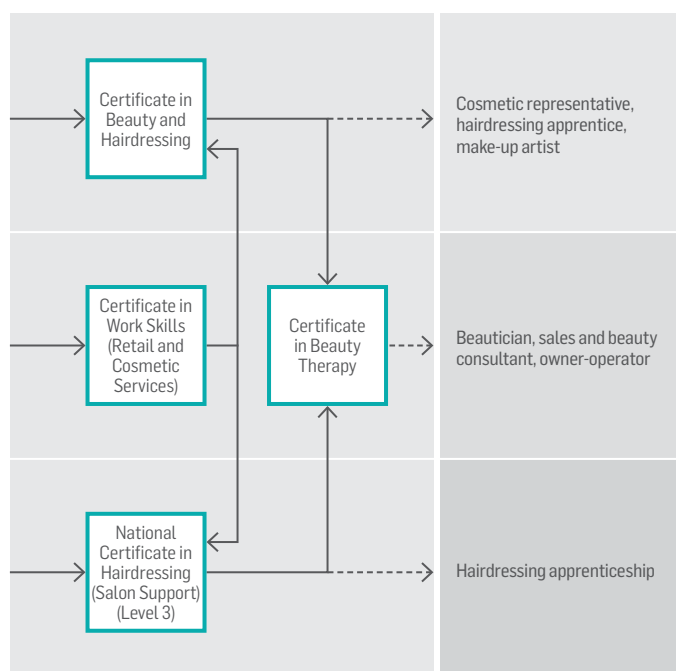 Certificate in
Beauty and
Hairdressing
Cosmetic representative,
hairdressing apprentice,
make-up artist
Certificate in
Work Skills
(Retail and
Cosmetic
Services)
Certificate
in Beauty
Therapy
Beautician, sales and beauty
consultant, owner-operator
National
Certificate in
Hairdressing
(Salon Support)
(Level 3)
Hairdressing apprenticeship